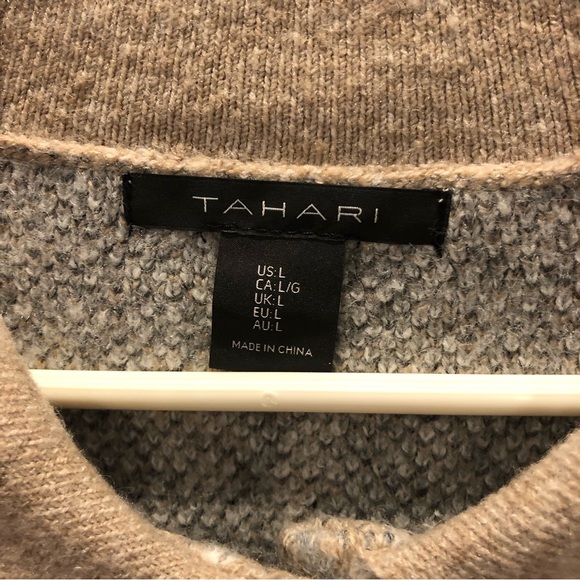 TAHARI
US:L
CA:L/G
UK:L
EU:L
AU:L
MADE IN CHINA